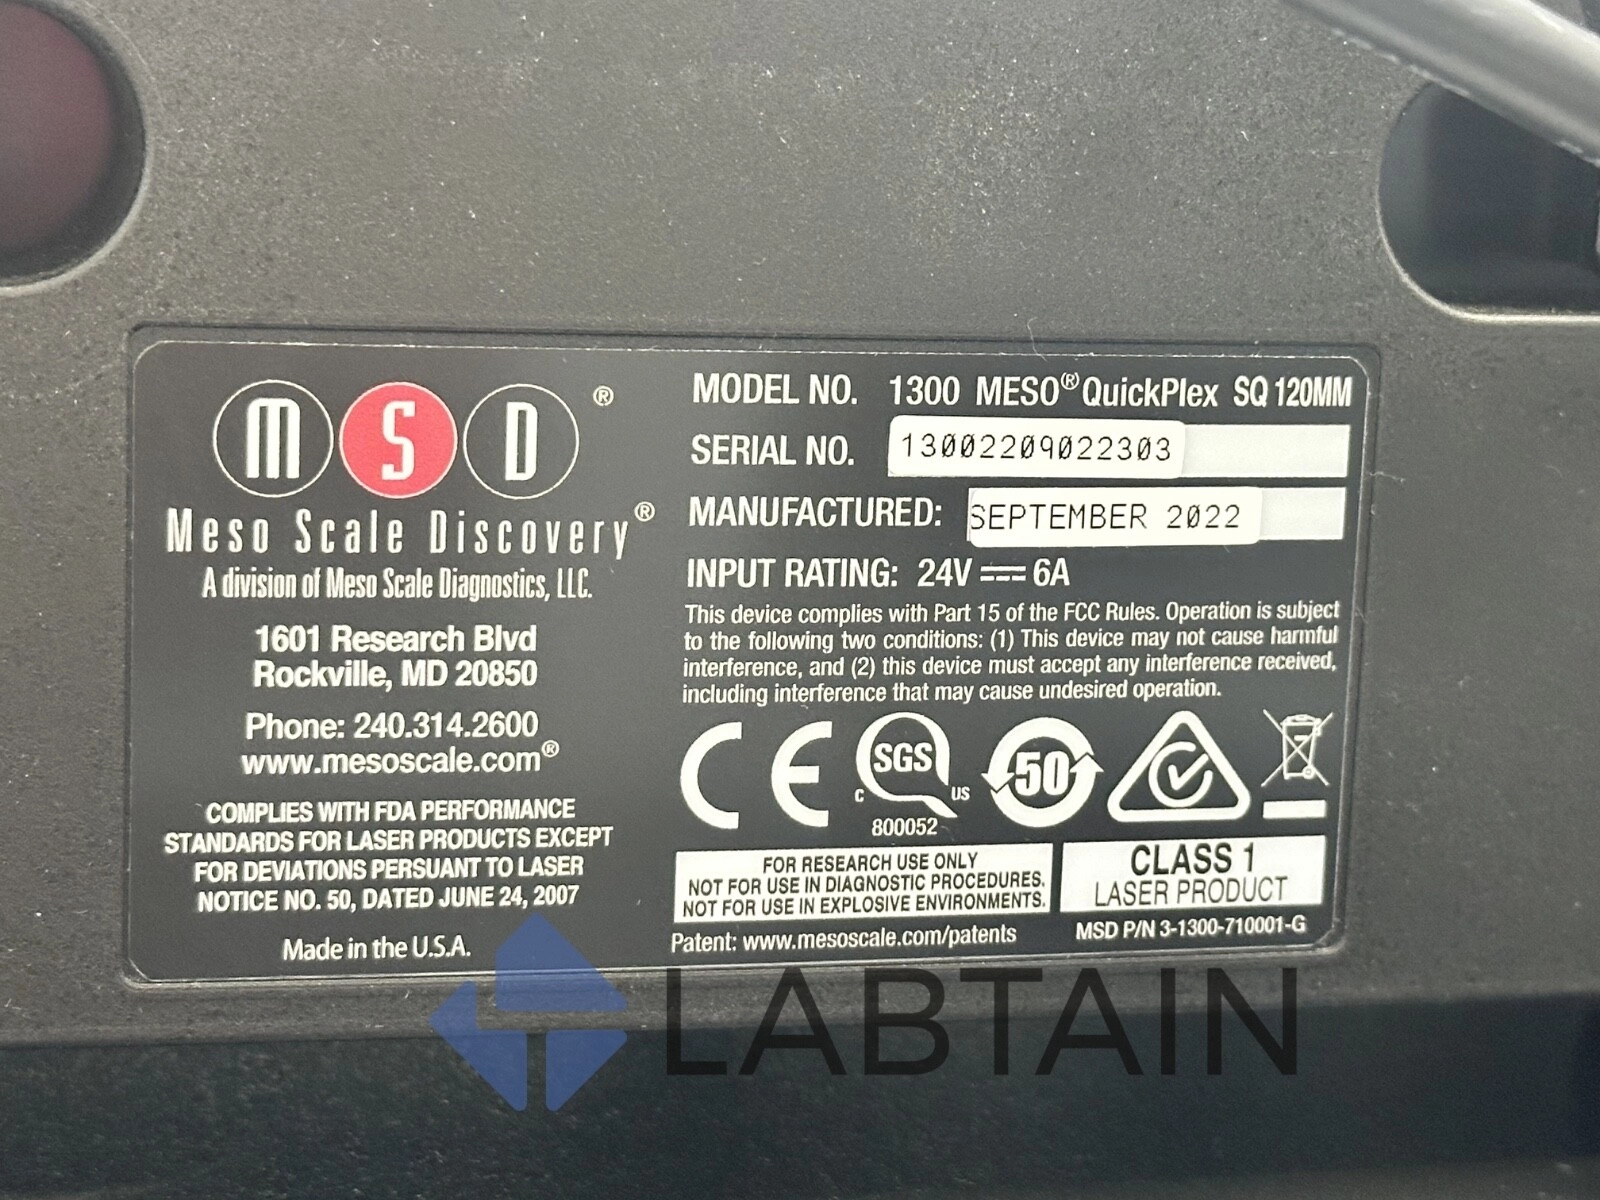 M S D ®
Meso Scale Discovery®
A division of Meso Scale Diagnostics, LLC.
1601 Research Blvd
Rockville, MD 20850
Phone: 240.314.2600
www.mesoscale.com®
COMPLIES WITH FDA PERFORMANCE
STANDARDS FOR LASER PRODUCTS EXCEPT
FOR DEVIATIONS PERSUANT TO LASER
NOTICE NO. 50, DATED JUNE 24, 2007
Made in the U.S.A.
MODEL NO. 1300 MESO® QuickPlex SQ 120MM
SERIAL NO. 13002209022303
MANUFACTURED: SEPTEMBER 2022
INPUT RATING: 24V ⎓ 6A
This device complies with Part 15 of the FCC Rules. Operation is subject
to the following two conditions: (1) This device may not cause harmful
interference, and (2) this device must accept any interference received,
including interference that may cause undesired operation.
CE
SGS
C US
800052
50
FOR RESEARCH USE ONLY
NOT FOR USE IN DIAGNOSTIC PROCEDURES.
NOT FOR USE IN EXPLOSIVE ENVIRONMENTS.
CLASS 1
LASER PRODUCT
Patent: www.mesoscale.com/patents
MSD P/N 3-1300-710001-G
LABTAIN